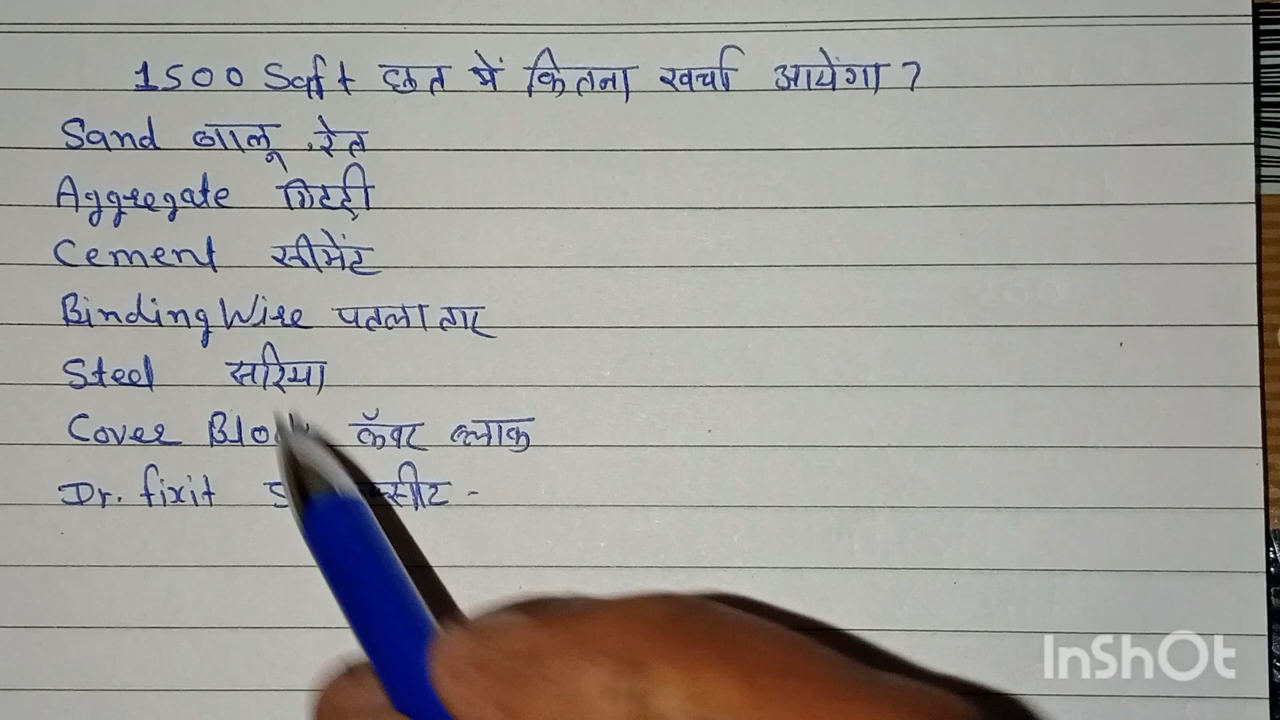 1500 Sqft छत में कितना खर्चा आयेंगा ?
Sand बालू, रेत
Aggregate गिट्टी
Cement सीमेंट
Binding Wire पतला तार
Steel सरिया
Cover Block कॅवर ब्लाक
Dr. fixit
InShOt